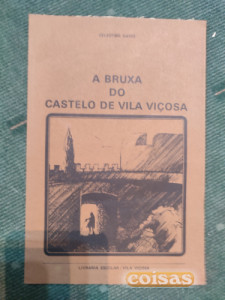 A BRUXA
DO
CASTELO DE VILA VIÇOSA
coisas